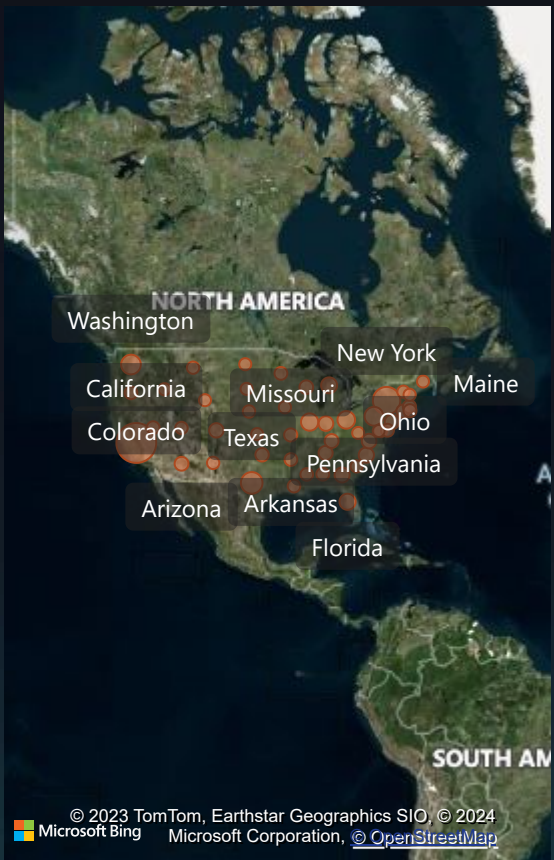 NORTH AMERICA
Washington
New York
California
Missouri
Maine
Colorado
Texas
Ohio
Pennsylvania
Arizona
Arkansas
Florida
A
SOUTH AM
© 2023 TomTom, Earthstar Geographics SIO, © 2024
Microsoft Bing
Microsoft Corporation, © OpenStreetMap